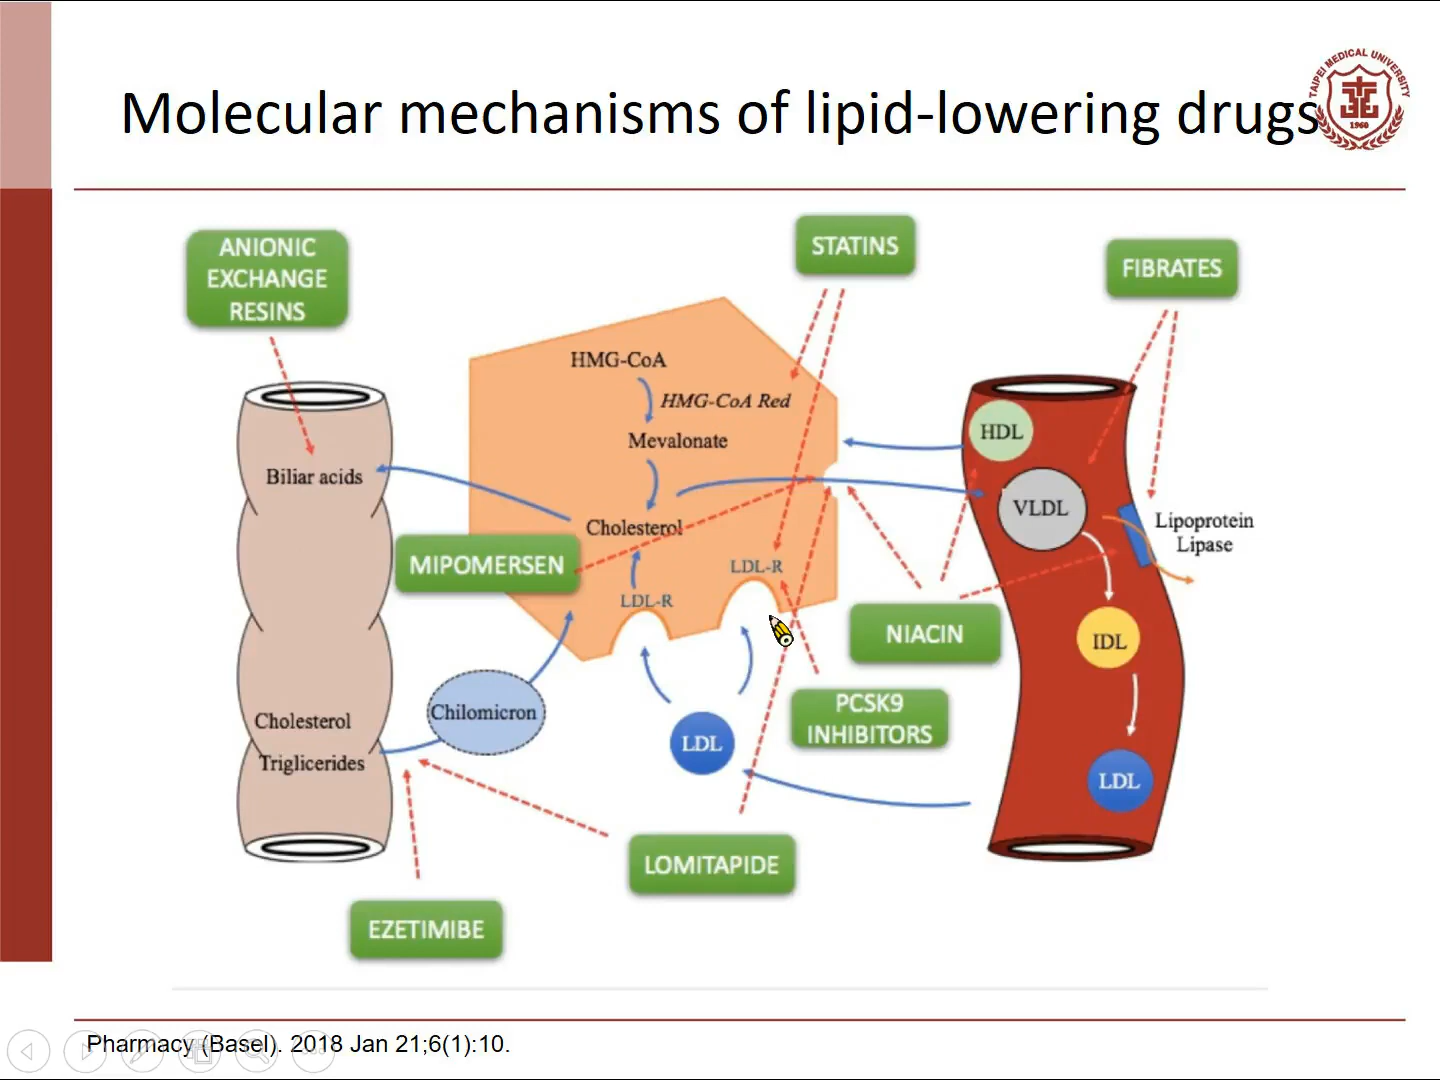 Molecular mechanisms of lipid-lowering drugs
TAIPEI MEDICAL UNIVERSITY
1960
ANIONIC
EXCHANGE
RESINS
STATINS
FIBRATES
HMG-CoA
HMG-CoA Red
Mevalonate
Cholesterol
LDL-R
LDL-R
MIPOMERSEN
Biliar acids
Cholesterol
Triglicerides
Chilomicron
LDL
HDL
VLDL
Lipoprotein
Lipase
NIACIN
IDL
PCSK9
INHIBITORS
LDL
LOMITAPIDE
EZETIMIBE
Pharmacy (Basel). 2018 Jan 21;6(1):10.